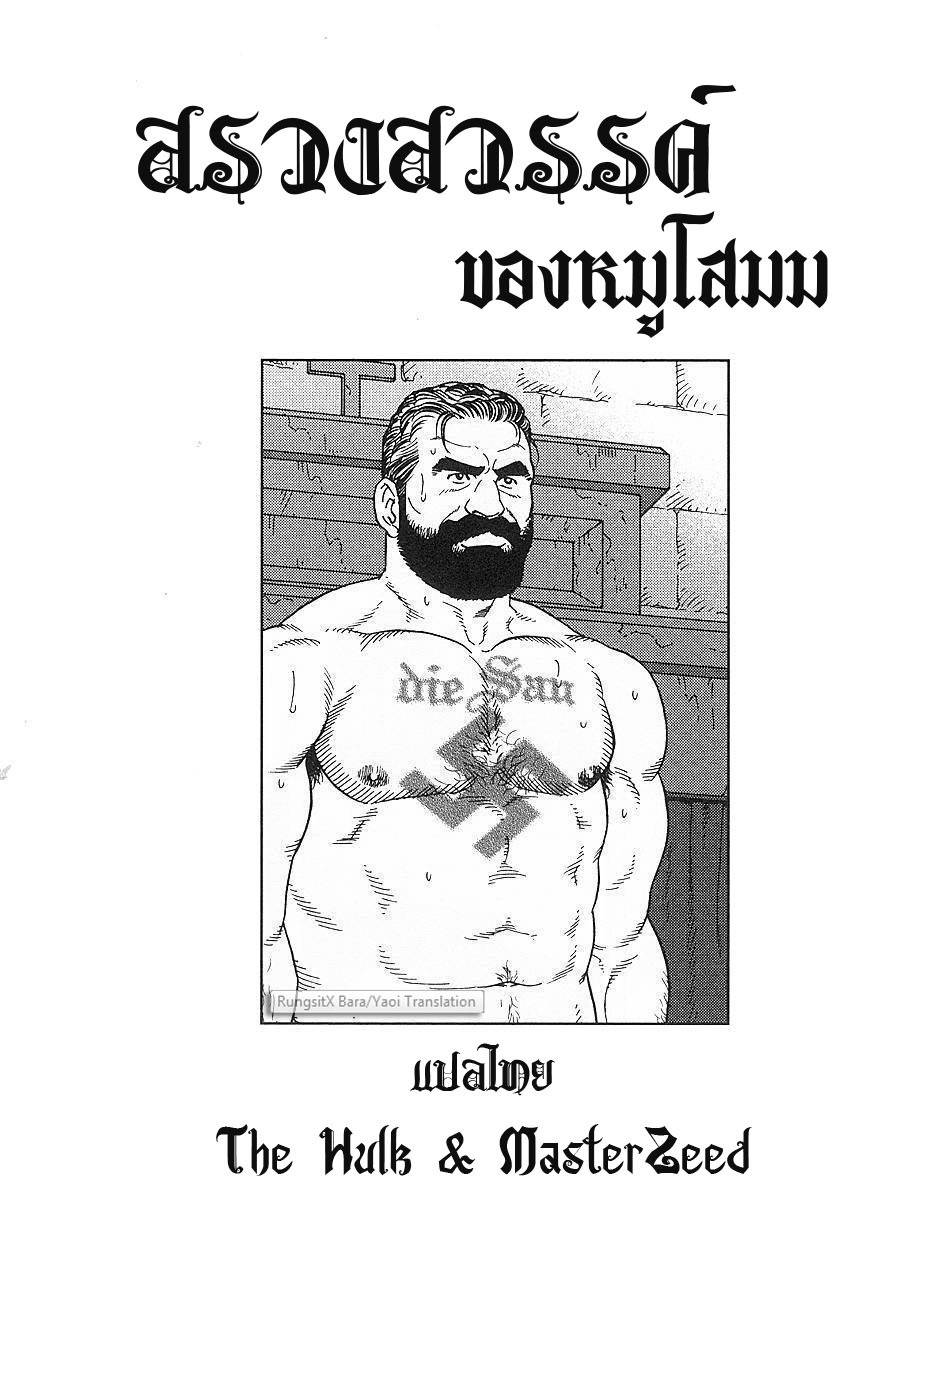 สรวงสวรรค์
ของหมูโสมม
die Sau
RungsitX Bara/Yaoi Translation
แปลไทย
The Hulk & MasterZeed